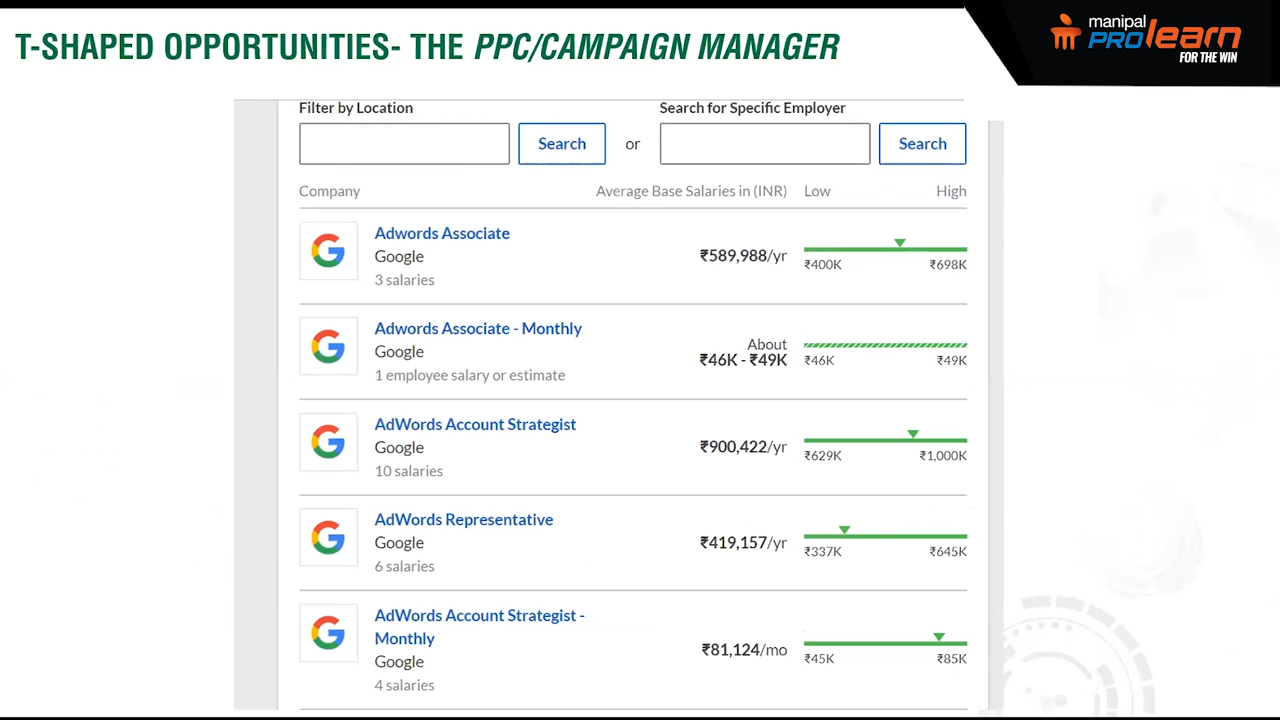 T-SHAPED OPPORTUNITIES- THE PPC/CAMPAIGN MANAGER
manipal
PROlearn
FOR THE WIN
Filter by Location
Search for Specific Employer
Search
or
Search
Company
Average Base Salaries in (INR)
Low
High
Adwords Associate
Google
3 salaries
₹589,988/yr
₹400K
₹698K
Adwords Associate - Monthly
Google
1 employee salary or estimate
About
₹46K - ₹49K
₹46K
₹49K
AdWords Account Strategist
Google
10 salaries
₹900,422/yr
₹629K
₹1,000K
AdWords Representative
Google
6 salaries
₹419,157/yr
₹337K
₹645K
AdWords Account Strategist -
Monthly
Google
4 salaries
₹81,124/mo
₹45K
₹85K